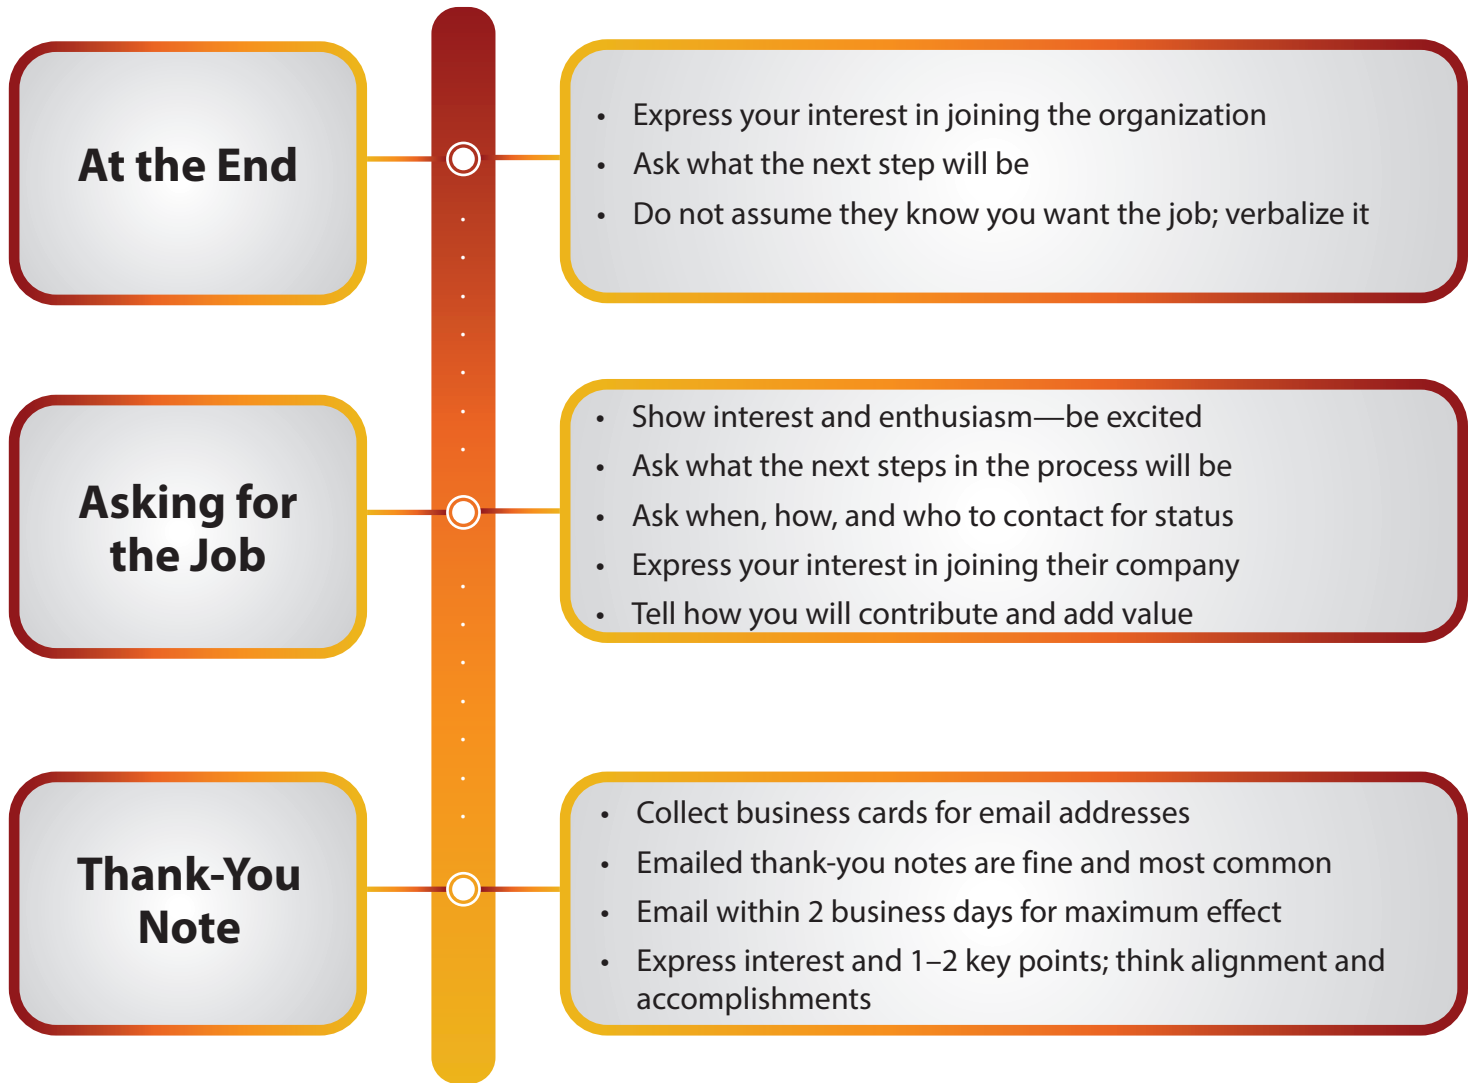 At the End
• Express your interest in joining the organization
• Ask what the next step will be
• Do not assume they know you want the job; verbalize it
Asking for
the Job
• Show interest and enthusiasm—be excited
• Ask what the next steps in the process will be
• Ask when, how, and who to contact for status
• Express your interest in joining their company
• Tell how you will contribute and add value
Thank-You
Note
• Collect business cards for email addresses
• Emailed thank-you notes are fine and most common
• Email within 2 business days for maximum effect
• Express interest and 1–2 key points; think alignment and
accomplishments